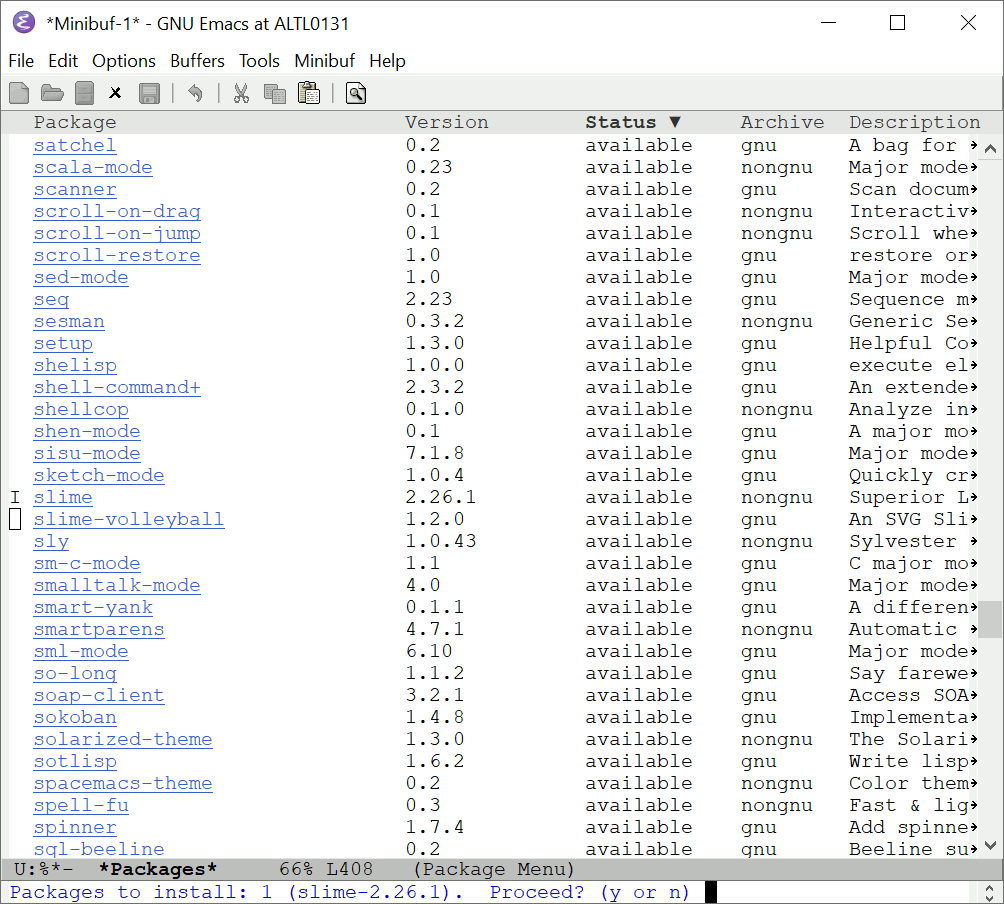 *Minibuf-1* - GNU Emacs at ALTL0131
File Edit Options Buffers Tools Minibuf Help
Package Version Status ▼ Archive Description
satchel 0.2 available gnu A bag for
scala-mode 0.23 available nongnu Major mode
scanner 0.2 available gnu Scan docum
scroll-on-drag 0.1 available nongnu Interactiv
scroll-on-jump 0.1 available nongnu Scroll whe
scroll-restore 1.0 available gnu restore or
sed-mode 1.0 available gnu Major mode
seq 2.23 available gnu Sequence m
sesman 0.3.2 available nongnu Generic Se
setup 1.3.0 available gnu Helpful Co
shelisp 1.0.0 available gnu execute el
shell-command+ 2.3.2 available gnu An extende
shellcop 0.1.0 available nongnu Analyze in
shen-mode 0.1 available gnu A major mo
sisu-mode 7.1.8 available gnu Major mode
sketch-mode 1.0.4 available gnu Quickly cr
I slime 2.26.1 available nongnu Superior L
slime-volleyball 1.2.0 available gnu An SVG Sli
sly 1.0.43 available nongnu Sylvester
sm-c-mode 1.1 available gnu C major mo
smalltalk-mode 4.0 available gnu Major mode
smart-yank 0.1.1 available gnu A differen
smartparens 4.7.1 available nongnu Automatic
sml-mode 6.10 available gnu Major mode
so-long 1.1.2 available gnu Say farewe
soap-client 3.2.1 available gnu Access SOA
sokoban 1.4.8 available gnu Implementa
solarized-theme 1.3.0 available nongnu The Solari
sotlisp 1.6.2 available gnu Write lisp
spacemacs-theme 0.2 available nongnu Color them
spell-fu 0.3 available nongnu Fast & lig
spinner 1.7.4 available gnu Add spinne
sql-beeline 0.2 available gnu Beeline su
U:%*- *Packages* 66% L408 (Package Menu)
Packages to install: 1 (slime-2.26.1). Proceed? (y or n)